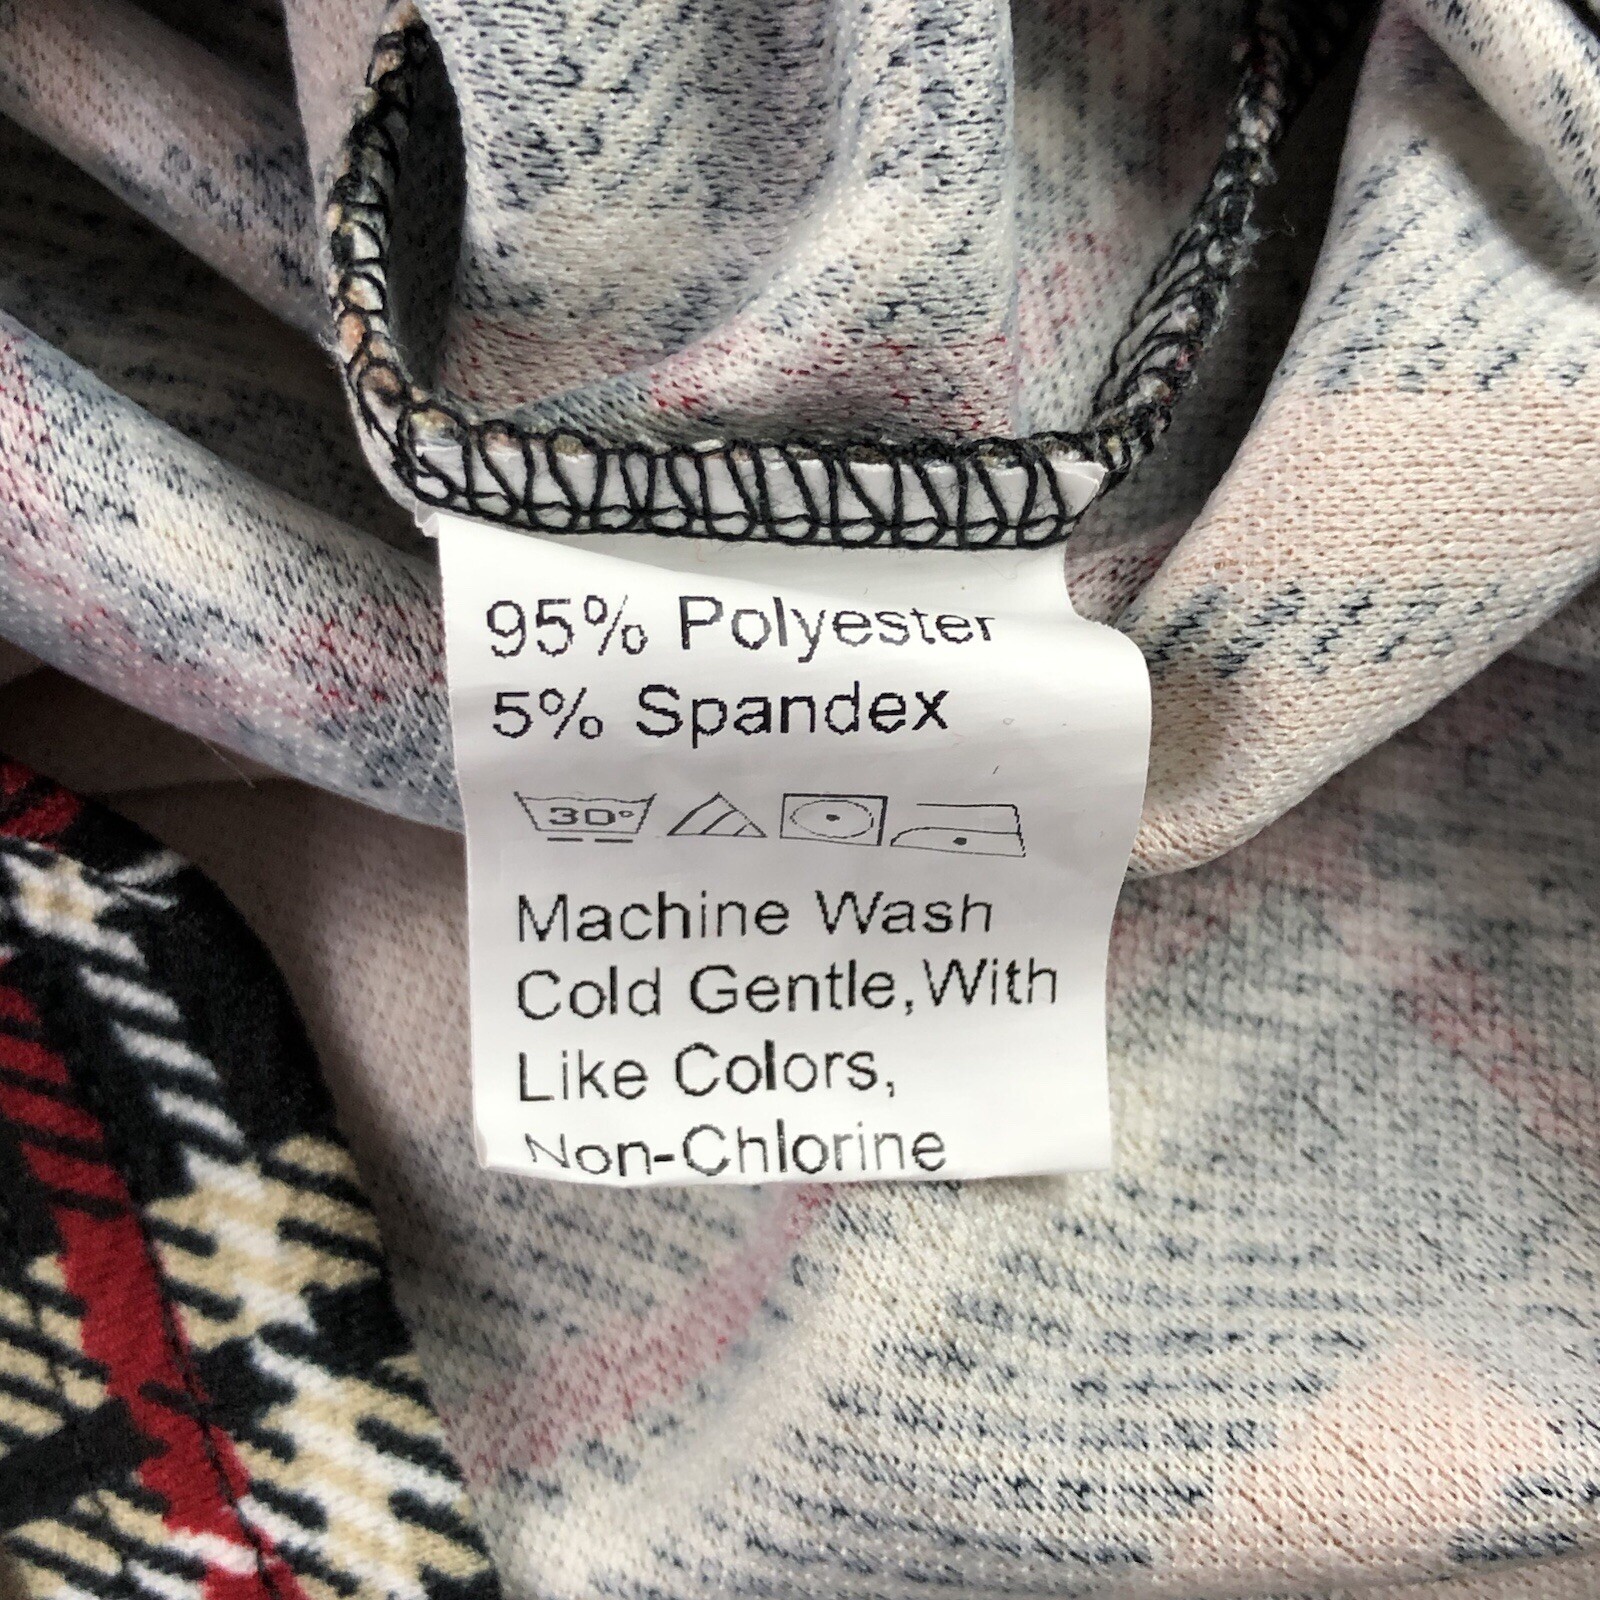 95% Polyester
5% Spandex
30°
Machine Wash
Cold Gentle,With
Like Colors,
Non-Chlorine